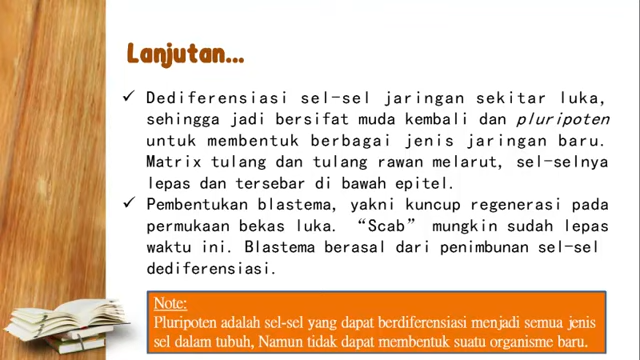 Lanjutan...
✓ Dediferensiasi sel-sel jaringan sekitar luka,
sehingga jadi bersifat muda kembali dan pluripoten
untuk membentuk berbagai jenis jaringan baru.
Matrix tulang dan tulang rawan melarut, sel-selnya
lepas dan tersebar di bawah epitel.
✓ Pembentukan blastema, yakni kuncup regenerasi pada
permukaan bekas luka. “Scab” mungkin sudah lepas
waktu ini. Blastema berasal dari penimbunan sel-sel
dediferensiasi.
Note:
Pluripoten adalah sel-sel yang dapat berdiferensiasi menjadi semua jenis
sel dalam tubuh, Namun tidak dapat membentuk suatu organisme baru.